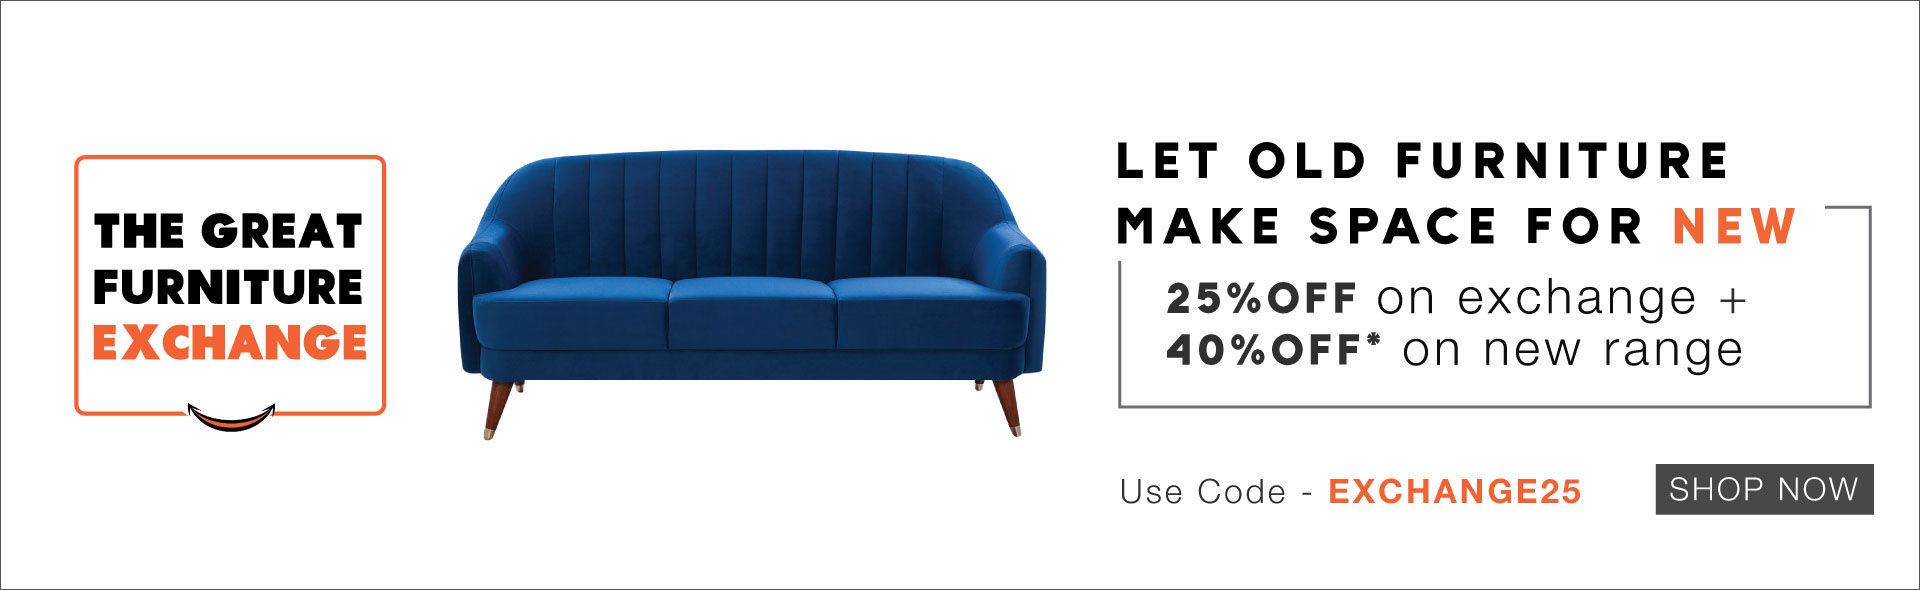 THE GREAT
FURNITURE
EXCHANGE
LET OLD FURNITURE
MAKE SPACE FOR NEW
25%OFF on exchange +
40%OFF* on new range
Use Code - EXCHANGE25
SHOP NOW